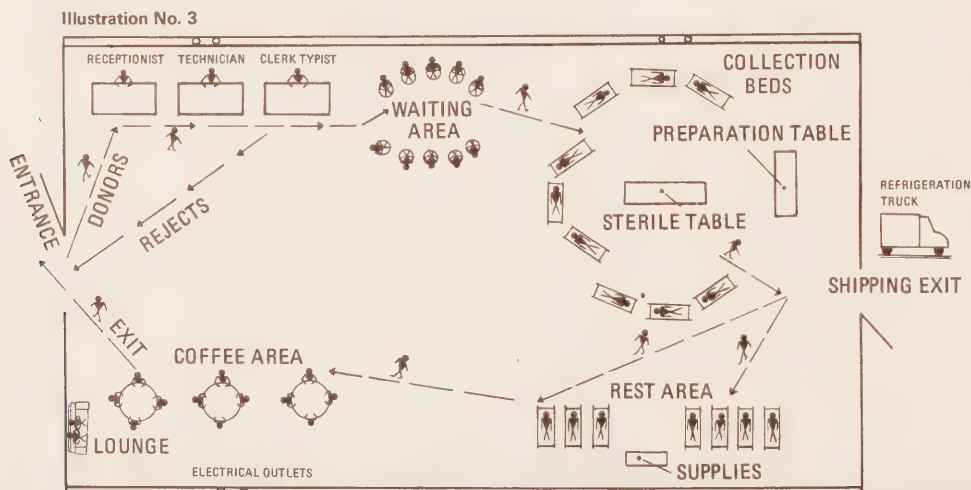 Illustration No. 3
RECEPTIONIST
TECHNICIAN
CLERK TYPIST
WAITING
AREA
COLLECTION
BEDS
PREPARATION TABLE
STERILE TABLE
REFRIGERATION
TRUCK
SHIPPING EXIT
ENTRANCE
DONORS
REJECTS
EXIT
COFFEE AREA
REST AREA
LOUNGE
SUPPLIES
ELECTRICAL OUTLETS